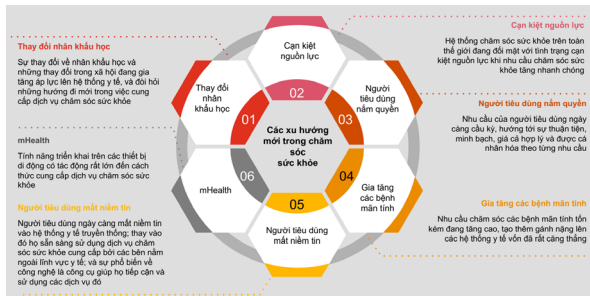 Thay đổi nhân khẩu học
Sự thay đổi về nhân khẩu học và
những thay đổi trong xã hội đang gia
tăng áp lực lên hệ thống y tế, và đòi hỏi
những hướng đi mới trong việc cung
cấp dịch vụ chăm sóc sức khỏe
mHealth
Tính năng triển khai trên các thiết bị
di động có tác động rất lớn đến cách
thức cung cấp dịch vụ chăm sóc sức
khỏe
Người tiêu dùng mất niềm tin
Người tiêu dùng ngày càng mất niềm tin
vào hệ thống y tế truyền thống; thay vào
đó họ sẵn sàng sử dụng dịch vụ chăm
sóc sức khỏe cung cấp bởi các bên nằm
ngoài lĩnh vực y tế; và sự phổ biến về
công nghệ là công cụ giúp họ tiếp cận và
sử dụng các dịch vụ đó
Cạn kiệt
nguồn lực
02
Thay đổi
nhân
khẩu học
01
Người tiêu dùng
nắm quyền
03
Các xu hướng
mới trong chăm
sóc
sức khỏe
mHealth
06
Gia tăng
các bệnh
mãn tính
04
05
Người tiêu dùng
mất niềm tin
Cạn kiệt nguồn lực
Hệ thống chăm sóc sức khỏe trên toàn
thế giới đang đối mặt với tình trạng cạn
kiệt nguồn lực khi nhu cầu chăm sóc sức
khỏe tăng nhanh chóng
Người tiêu dùng nắm quyền
Nhu cầu của người tiêu dùng ngày
càng cầu kỳ, hướng tới sự thuận tiện,
minh bạch, giá cả hợp lý và được cá
nhân hóa theo từng nhu cầu
Gia tăng các bệnh mãn tính
Nhu cầu chăm sóc các bệnh mãn tính tốn
kém đang tăng cao, tạo thêm gánh nặng lên
các hệ thống y tế vốn đã rất căng thẳng